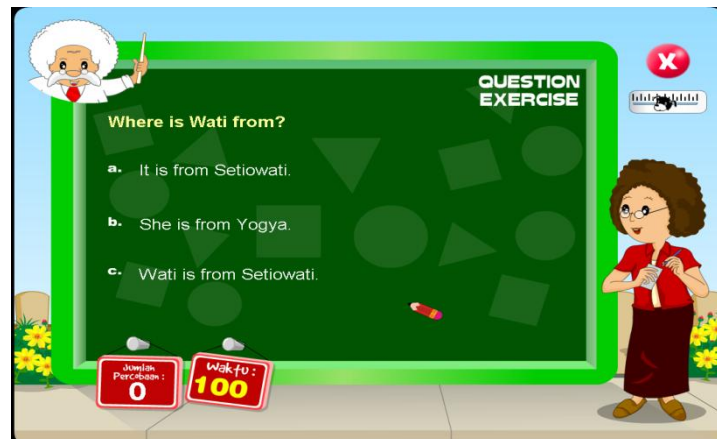 QUESTION
EXERCISE
Where is Wati from?
a. It is from Setiowati.
b. She is from Yogya.
c. Wati is from Setiowati.
Jumlah
Percobaan :
0
Waktu :
100
X